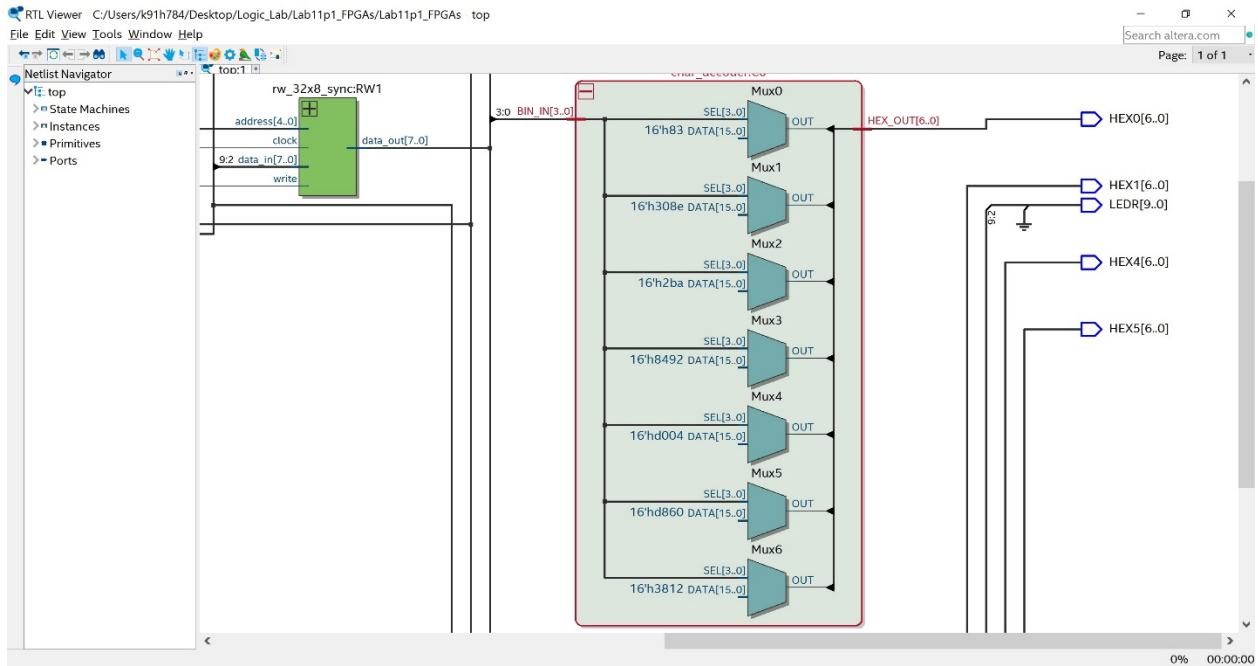 RTL Viewer C:/Users/k91h784/Desktop/Logic_Lab/Lab11p1_FPGAs/Lab11p1_FPGAs top
File Edit View Tools Window Help
Search altera.com
Page: 1 of 1
Netlist Navigator
top
State Machines
Instances
Primitives
Ports
top:1
rw_32x8_sync:RW1
address[4..0]
clock
data_out[7..0]
9:2 data_in[7..0]
write
char_decoder:C0
3:0 BIN_IN[3..0]
Mux0
SEL[3..0]
OUT
16'h83 DATA[15..0]
HEX_OUT[6..0]
HEX0[6..0]
Mux1
SEL[3..0]
OUT
16'h308e DATA[15..0]
HEX1[6..0]
LEDR[9..0]
9:2
Mux2
SEL[3..0]
OUT
16'h2ba DATA[15..0]
HEX4[6..0]
Mux3
SEL[3..0]
OUT
16'h8492 DATA[15..0]
HEX5[6..0]
Mux4
SEL[3..0]
OUT
16'hd004 DATA[15..0]
Mux5
SEL[3..0]
OUT
16'hd860 DATA[15..0]
Mux6
SEL[3..0]
OUT
16'h3812 DATA[15..0]
0% 00:00:00